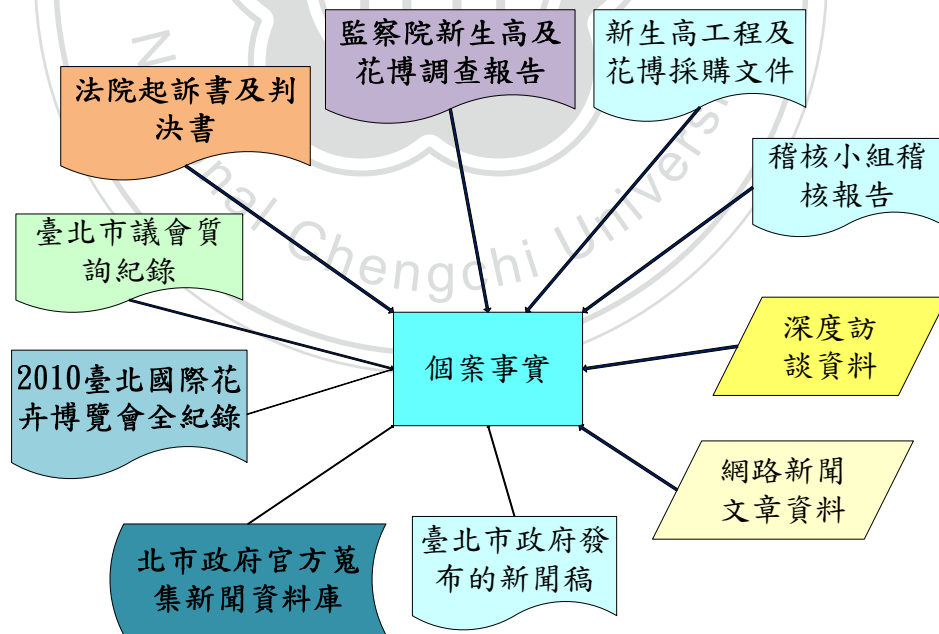 監察院新生高及
花博調查報告
新生高工程及
花博採購文件
法院起訴書及判
決書
稽核小組稽
核報告
臺北市議會質
詢紀錄
深度訪
談資料
個案事實
2010臺北國際花
卉博覽會全紀錄
網路新聞
文章資料
北市政府官方蒐
集新聞資料庫
臺北市政府發
布的新聞稿
nal Chengchi Univers